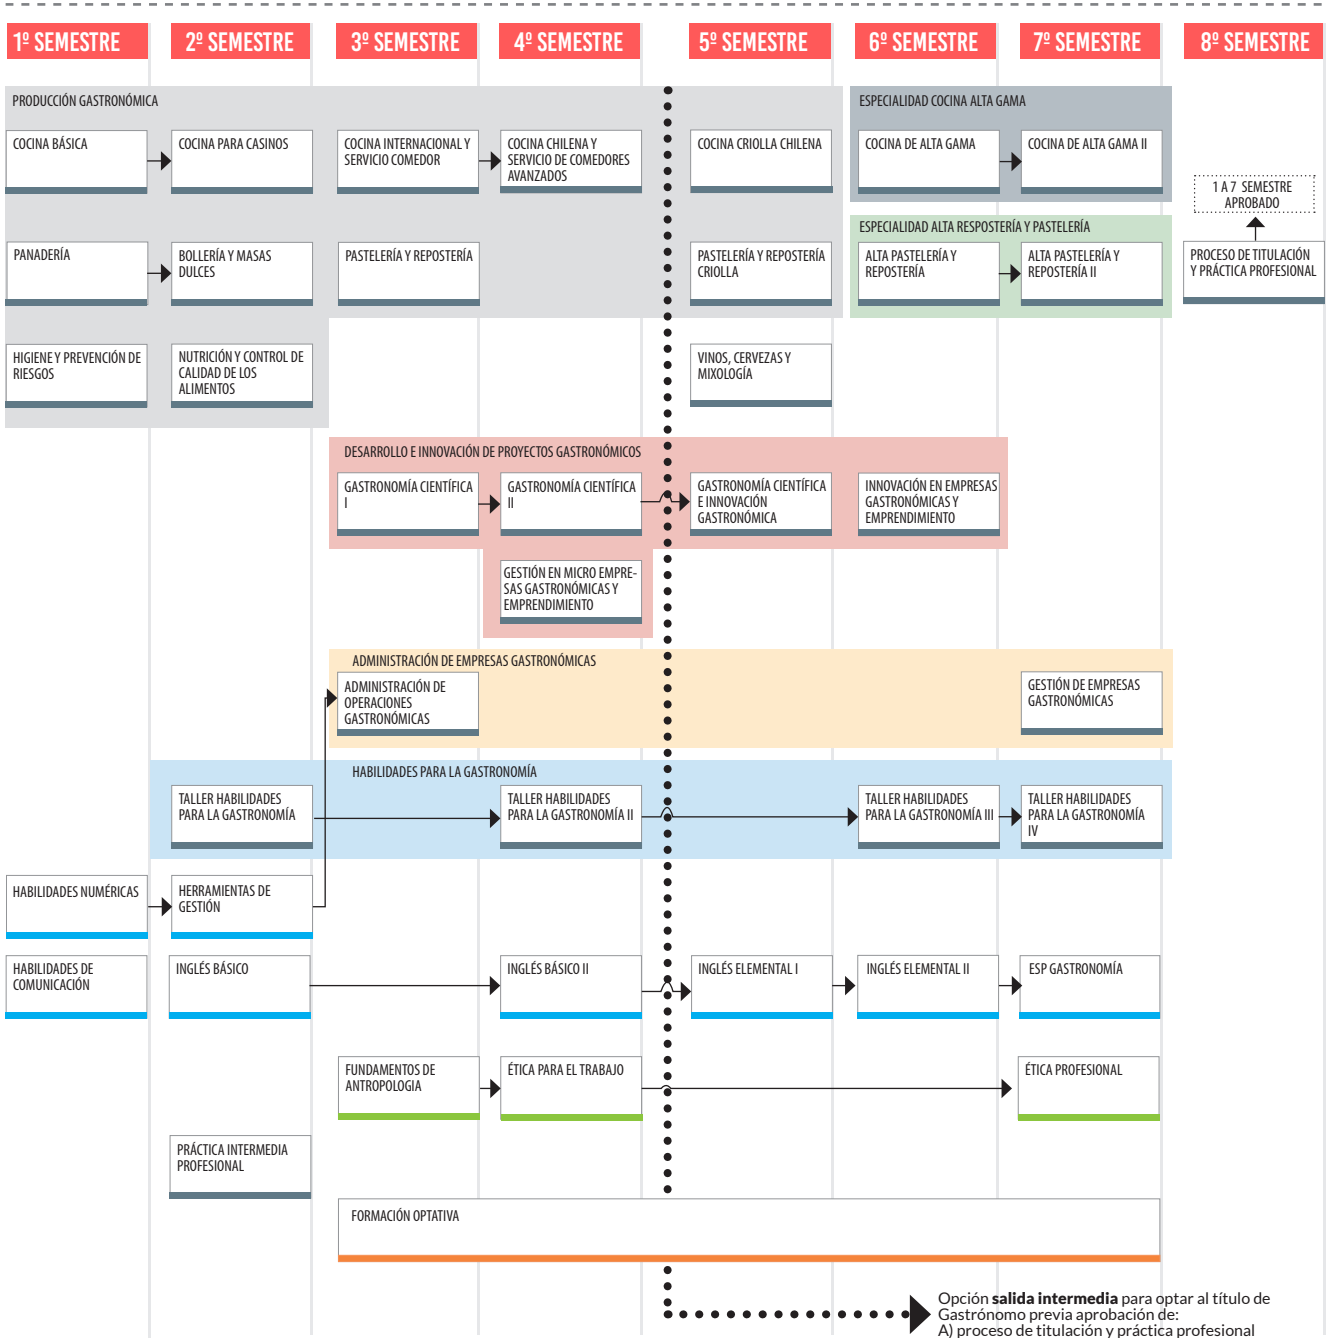 1º SEMESTRE
2º SEMESTRE
3º SEMESTRE
4º SEMESTRE
5º SEMESTRE
6º SEMESTRE
7º SEMESTRE
8º SEMESTRE
PRODUCCIÓN GASTRONÓMICA
ESPECIALIDAD COCINA ALTA GAMA
COCINA BÁSICA
COCINA PARA CASINOS
COCINA INTERNACIONAL Y
SERVICIO COMEDOR
COCINA CHILENA Y
SERVICIO DE COMEDORES
AVANZADOS
COCINA CRIOLLA CHILENA
COCINA DE ALTA GAMA
COCINA DE ALTA GAMA II
1 A 7 SEMESTRE
APROBADO
ESPECIALIDAD ALTA RESPOSTERÍA Y PASTELERÍA
PANADERÍA
BOLLERÍA Y MASAS
DULCES
PASTELERÍA Y REPOSTERÍA
PASTELERÍA Y REPOSTERÍA
CRIOLLA
ALTA PASTELERÍA Y
REPOSTERÍA
ALTA PASTELERÍA Y
REPOSTERÍA II
PROCESO DE TITULACIÓN
Y PRÁCTICA PROFESIONAL
HIGIENE Y PREVENCIÓN DE
RIESGOS
NUTRICIÓN Y CONTROL DE
CALIDAD DE LOS
ALIMENTOS
VINOS, CERVEZAS Y
MIXOLOGÍA
DESARROLLO E INNOVACIÓN DE PROYECTOS GASTRONÓMICOS
GASTRONOMÍA CIENTÍFICA
I
GASTRONOMÍA CIENTÍFICA
II
GASTRONOMÍA CIENTÍFICA
E INNOVACIÓN
GASTRONÓMICA
INNOVACIÓN EN EMPRESAS
GASTRONÓMICAS Y
EMPRENDIMIENTO
GESTIÓN EN MICRO EMPRE-
SAS GASTRONÓMICAS Y
EMPRENDIMIENTO
ADMINISTRACIÓN DE EMPRESAS GASTRONÓMICAS
ADMINISTRACIÓN DE
OPERACIONES
GASTRONÓMICAS
GESTIÓN DE EMPRESAS
GASTRONÓMICAS
HABILIDADES PARA LA GASTRONOMÍA
TALLER HABILIDADES
PARA LA GASTRONOMÍA
TALLER HABILIDADES
PARA LA GASTRONOMÍA II
TALLER HABILIDADES
PARA LA GASTRONOMÍA III
TALLER HABILIDADES
PARA LA GASTRONOMÍA
IV
HABILIDADES NUMÉRICAS
HERRAMIENTAS DE
GESTIÓN
HABILIDADES DE
COMUNICACIÓN
INGLÉS BÁSICO
INGLÉS BÁSICO II
INGLÉS ELEMENTAL I
INGLÉS ELEMENTAL II
ESP GASTRONOMÍA
FUNDAMENTOS DE
ANTROPOLOGIA
ÉTICA PARA EL TRABAJO
ÉTICA PROFESIONAL
PRÁCTICA INTERMEDIA
PROFESIONAL
FORMACIÓN OPTATIVA
Opción salida intermedia para optar al título de
Gastrónomo previa aprobación de:
A) proceso de titulación y práctica profesional